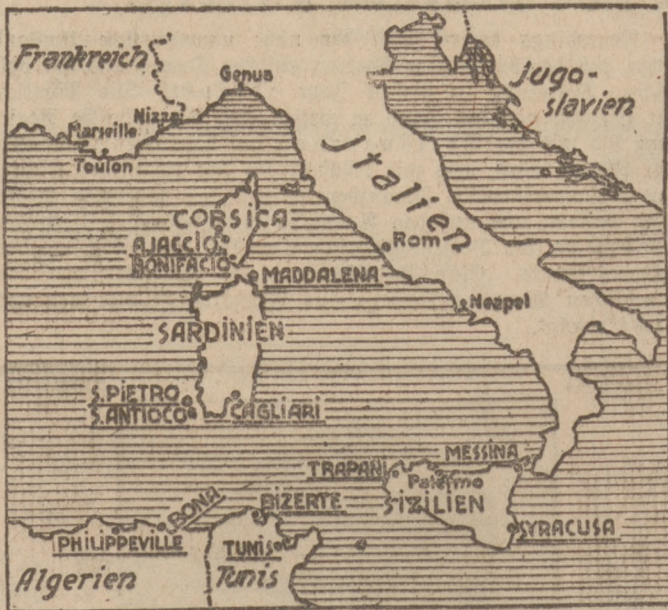 Frankreich
Genua
Jugo-
slavien
Nizza
Marseille
Toulon
Jtalien
CORSICA
AJACCIO
BONIFACIO
Rom
MADDALENA
Neapel
SARDINIEN
S.PIETRO
S.ANTIOCO
CAGLIARI
MESSINA
TRAPANI
Palermo
SIZILIEN
BONA
BIZERTE
SYRACUSA
PHILIPPEVILLE
TUNIS
Algerien
Tunis